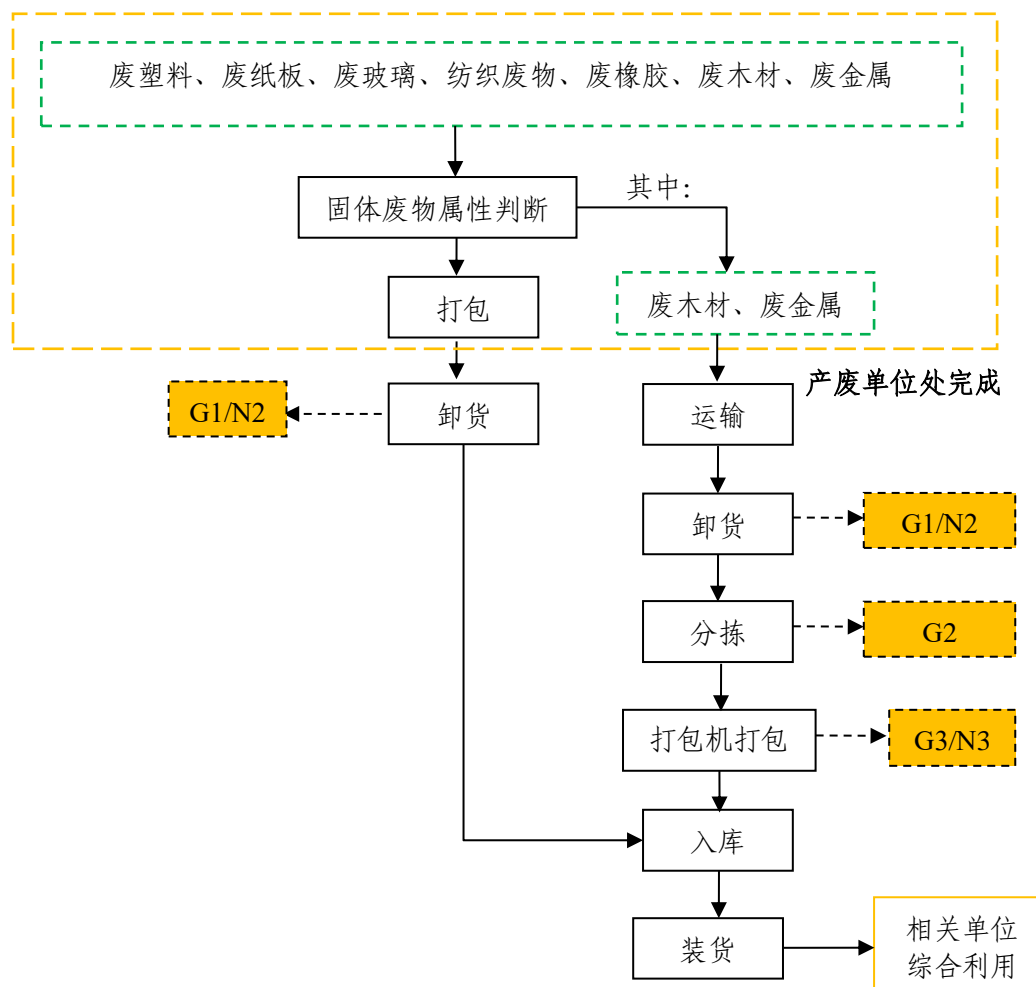 废塑料、废纸板、废玻璃、纺织废物、废橡胶、废木材、废金属
固体废物属性判断
其中:
打包
废木材、废金属
产废单位处完成
G1/N2
卸货
运输
卸货
G1/N2
分拣
G2
打包机打包
G3/N3
入库
装货
相关单位
综合利用